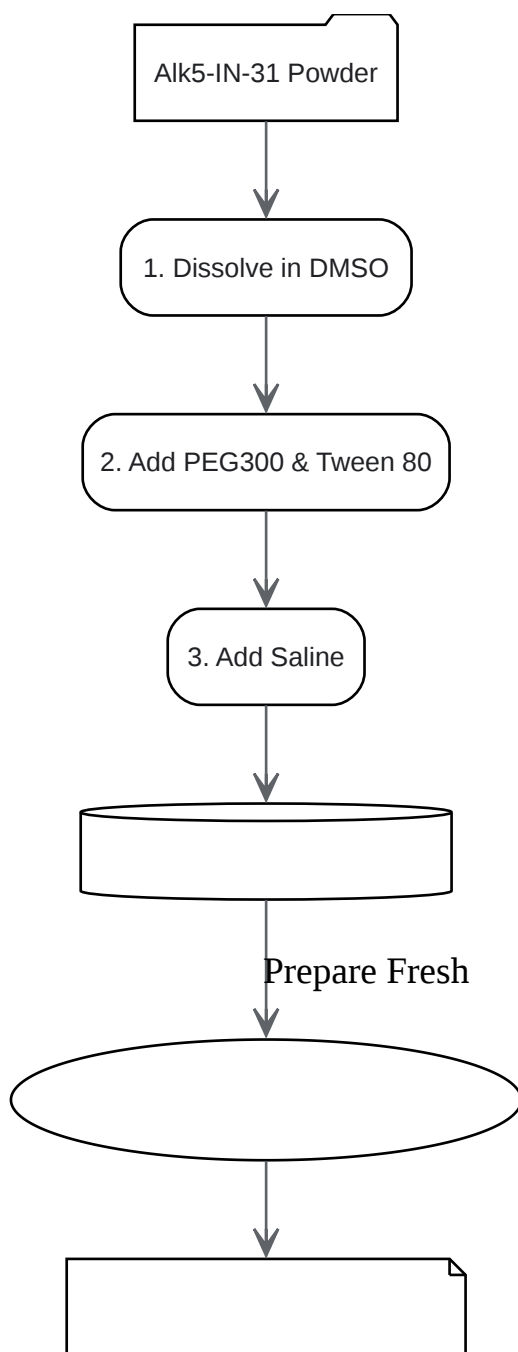 Alk5-IN-31 Powder
1. Dissolve in DMSO
2. Add PEG300 & Tween 80
3. Add Saline
Prepare Fresh